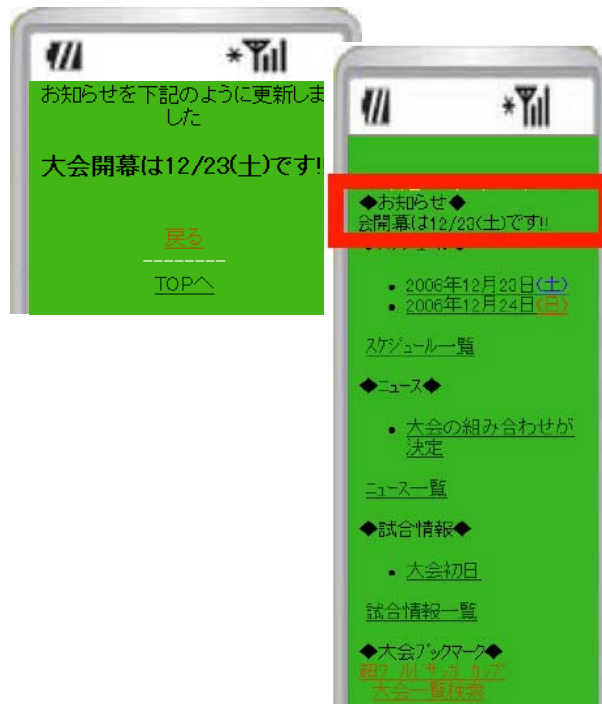 お知らせを下記のように更新しま
した
大会開幕は12/23(土)です!!
戻る
--------
TOPへ
◆お知らせ◆
会開幕は12/23(土)です!!
・2006年12月23日(土)
・2006年12月24日(日)
スケジュール一覧
◆ニュース◆
・大会の組み合わせが
決定
ニュース一覧
◆試合情報◆
・大会初日
試合情報一覧
◆大会ブックマーク◆
大会一覧検索